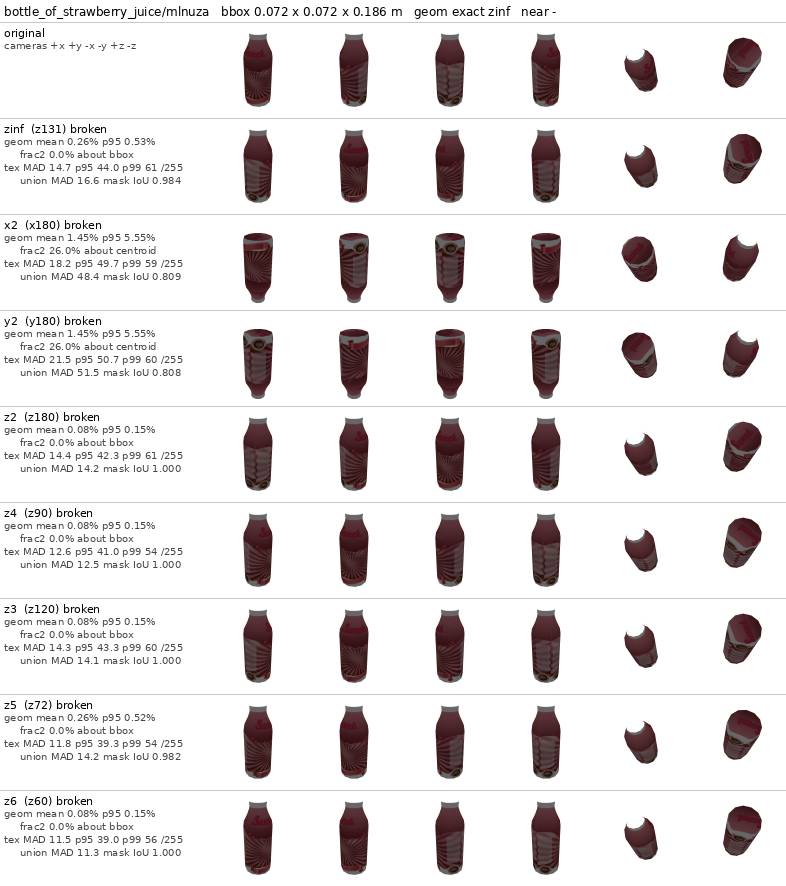 bottle_of_strawberry_juice/mlnuza   bbox 0.072 x 0.072 x 0.186 m   geom exact zinf   near -
original
cameras +x +y -x -y +z -z
zinf  (z131) broken
geom mean 0.26% p95 0.53%
frac2 0.0% about bbox
tex MAD 14.7 p95 44.0 p99 61 /255
union MAD 16.6 mask IoU 0.984
x2  (x180) broken
geom mean 1.45% p95 5.55%
frac2 26.0% about centroid
tex MAD 18.2 p95 49.7 p99 59 /255
union MAD 48.4 mask IoU 0.809
y2  (y180) broken
geom mean 1.45% p95 5.55%
frac2 26.0% about centroid
tex MAD 21.5 p95 50.7 p99 60 /255
union MAD 51.5 mask IoU 0.808
z2  (z180) broken
geom mean 0.08% p95 0.15%
frac2 0.0% about bbox
tex MAD 14.4 p95 42.3 p99 61 /255
union MAD 14.2 mask IoU 1.000
z4  (z90) broken
geom mean 0.08% p95 0.15%
frac2 0.0% about bbox
tex MAD 12.6 p95 41.0 p99 54 /255
union MAD 12.5 mask IoU 1.000
z3  (z120) broken
geom mean 0.08% p95 0.15%
frac2 0.0% about bbox
tex MAD 14.3 p95 43.3 p99 60 /255
union MAD 14.1 mask IoU 1.000
z5  (z72) broken
geom mean 0.26% p95 0.52%
frac2 0.0% about bbox
tex MAD 11.8 p95 39.3 p99 54 /255
union MAD 14.2 mask IoU 0.982
z6  (z60) broken
geom mean 0.08% p95 0.15%
frac2 0.0% about bbox
tex MAD 11.5 p95 39.0 p99 56 /255
union MAD 11.3 mask IoU 1.000